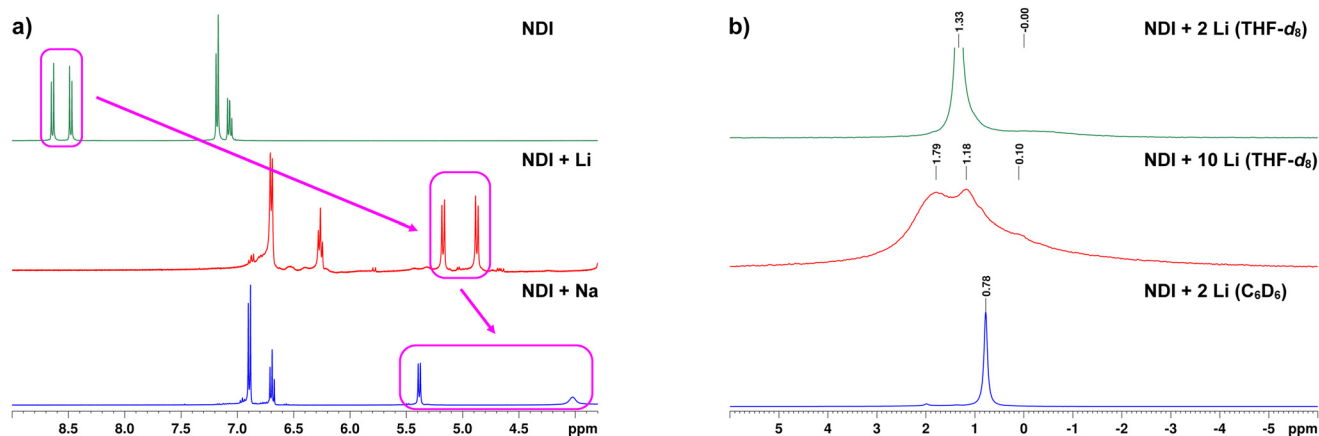 a)
NDI
NDI + Li
NDI + Na
8.5 8.0 7.5 7.0 6.5 6.0 5.5 5.0 4.5 ppm
b)
1.33
-0.00
NDI + 2 Li (THF-d₈)
1.79
1.18
0.10
NDI + 10 Li (THF-d₈)
0.78
NDI + 2 Li (C₆D₆)
5 4 3 2 1 0 -1 -2 -3 -4 -5 ppm